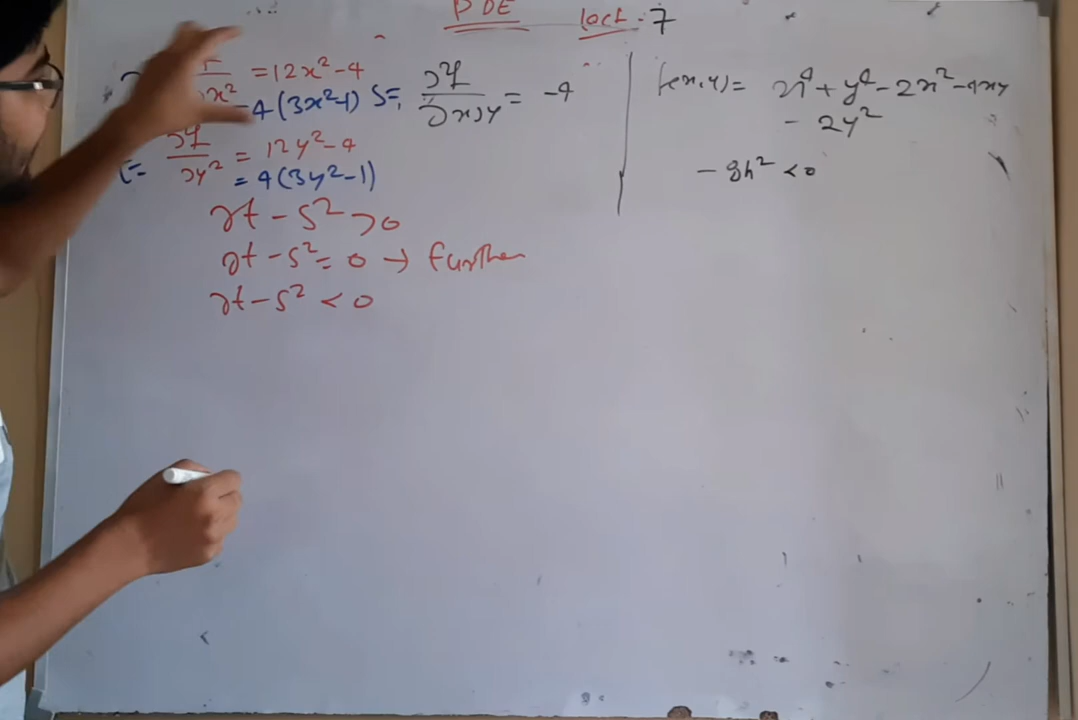 PDE Lect. 7
= 12x² - 4
∂x² = 4(3x² - 1) S = ∂²f / ∂x∂y = -4
∂²f / ∂y² = 12y² - 4
t = = 4(3y² - 1)
rt - s² > 0
rt - s² = 0 → further
rt - s² < 0
f(x, y) = x⁴ + y⁴ - 2x² - 4xy
- 2y²
- 8h² < 0